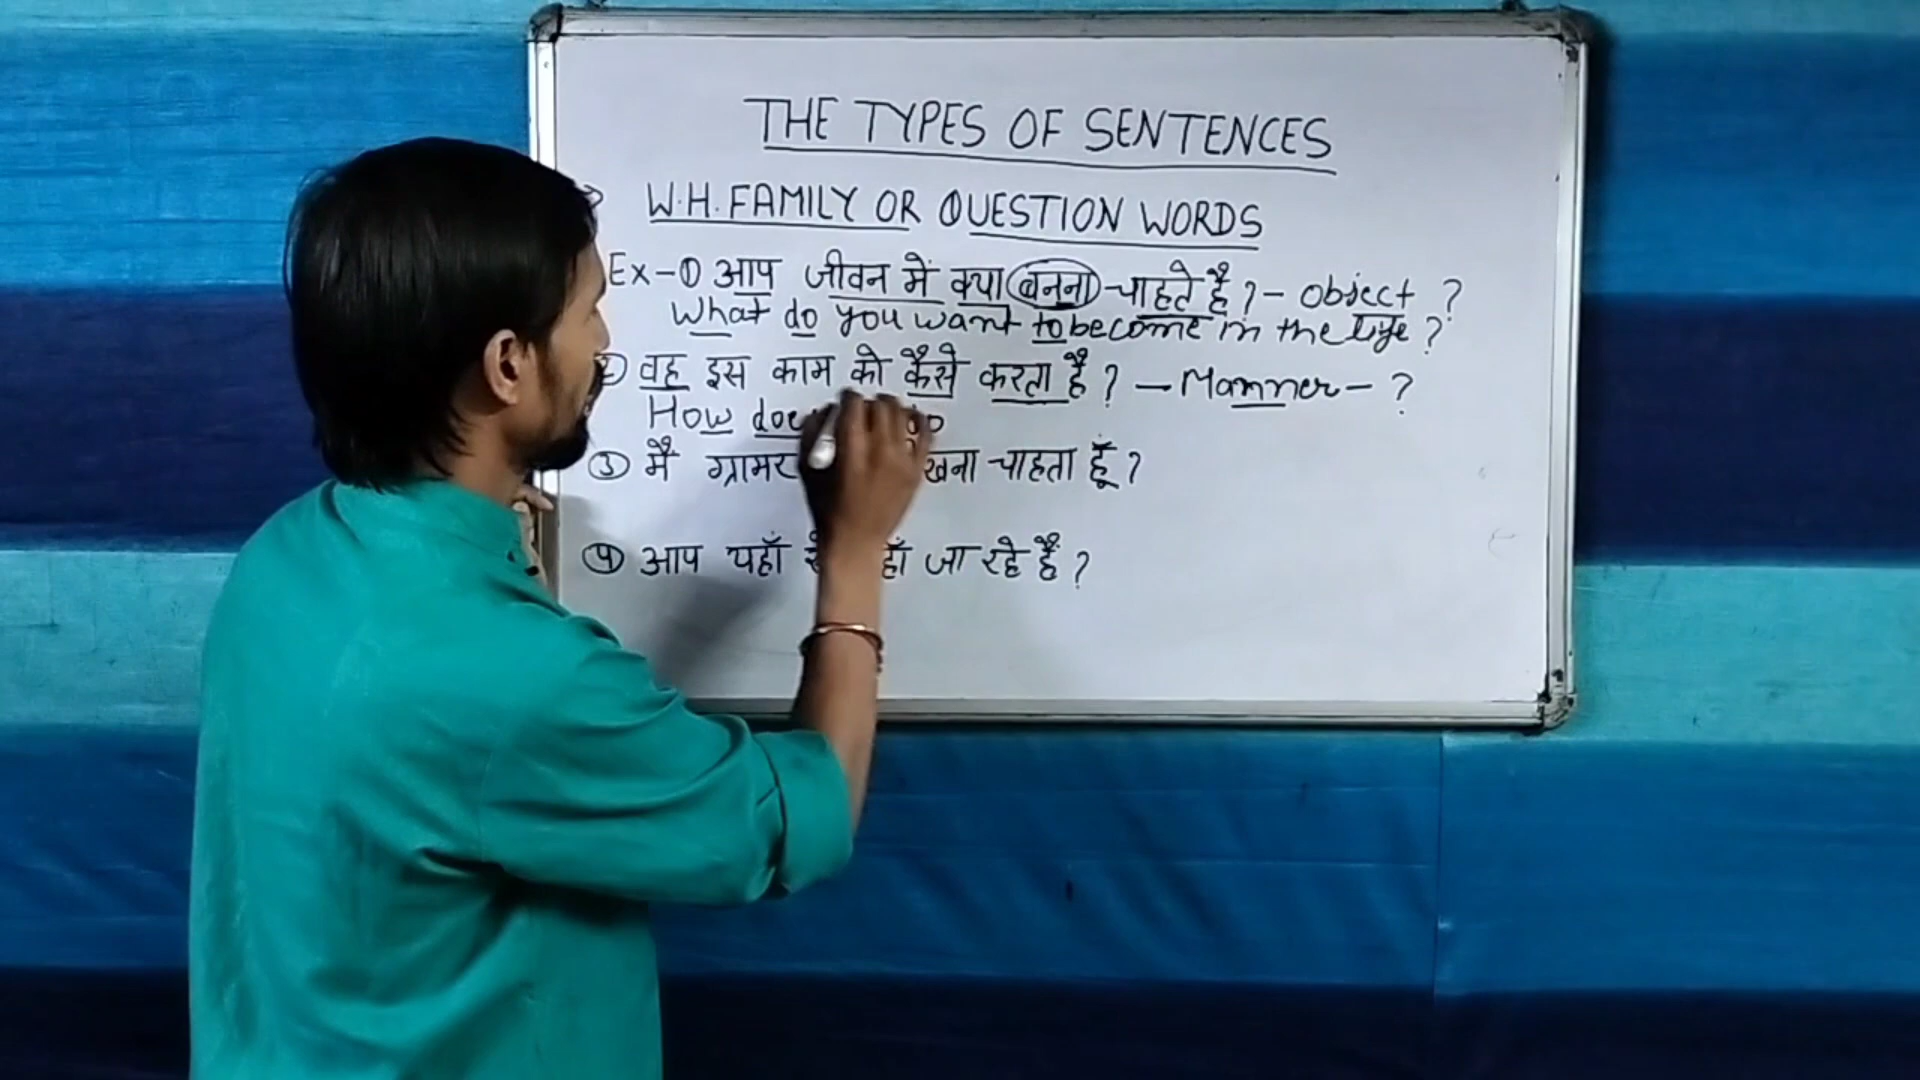 THE TYPES OF SENTENCES
W.H. FAMILY OR QUESTION WORDS
Ex-① आप जीवन में क्या बनना चाहते हैं ? - object ?
What do you want to become in the life ?
② वह इस काम को कैसे करता है ? - Manner - ?
How do
③ मैं ग्रामर चाहता हूँ ?
④ आप यहाँ जा रहे हैं ?